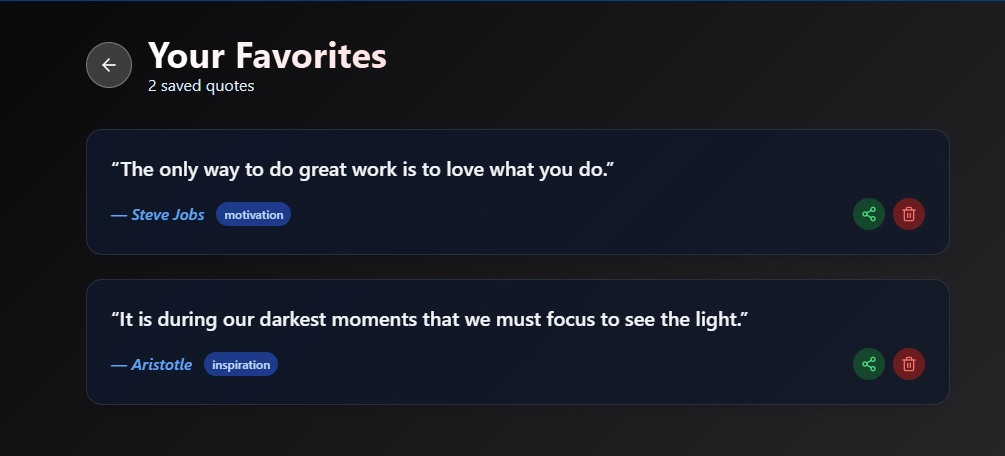 Your Favorites
2 saved quotes
“The only way to do great work is to love what you do.”
— Steve Jobs motivation
“It is during our darkest moments that we must focus to see the light.”
— Aristotle inspiration